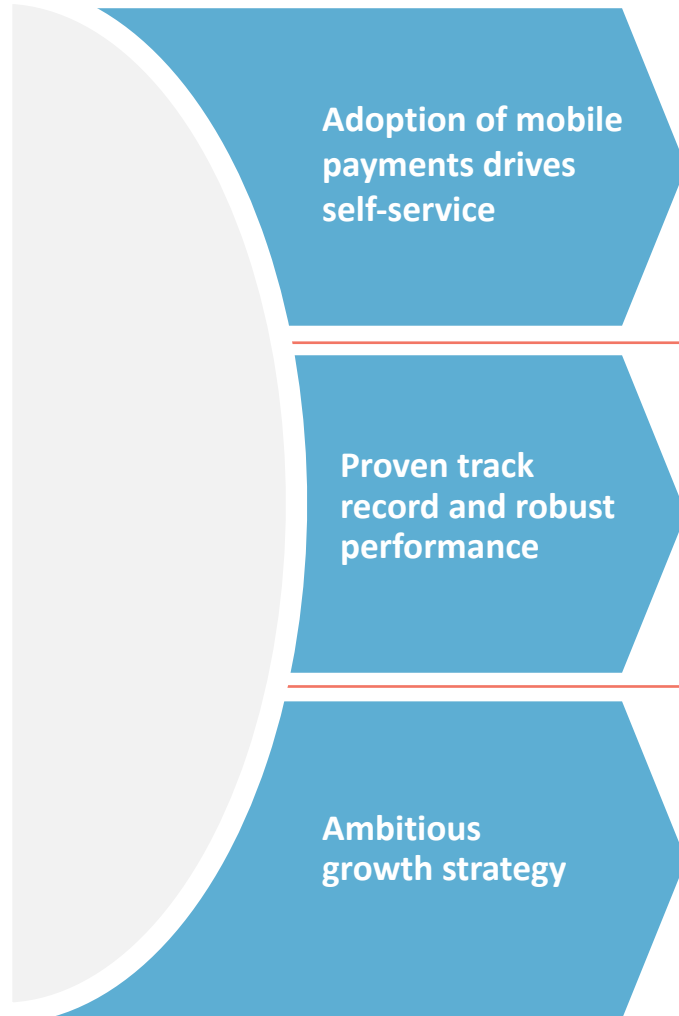 Adoption of mobile
payments drives
self-service
Proven track
record and robust
performance
Ambitious
growth strategy